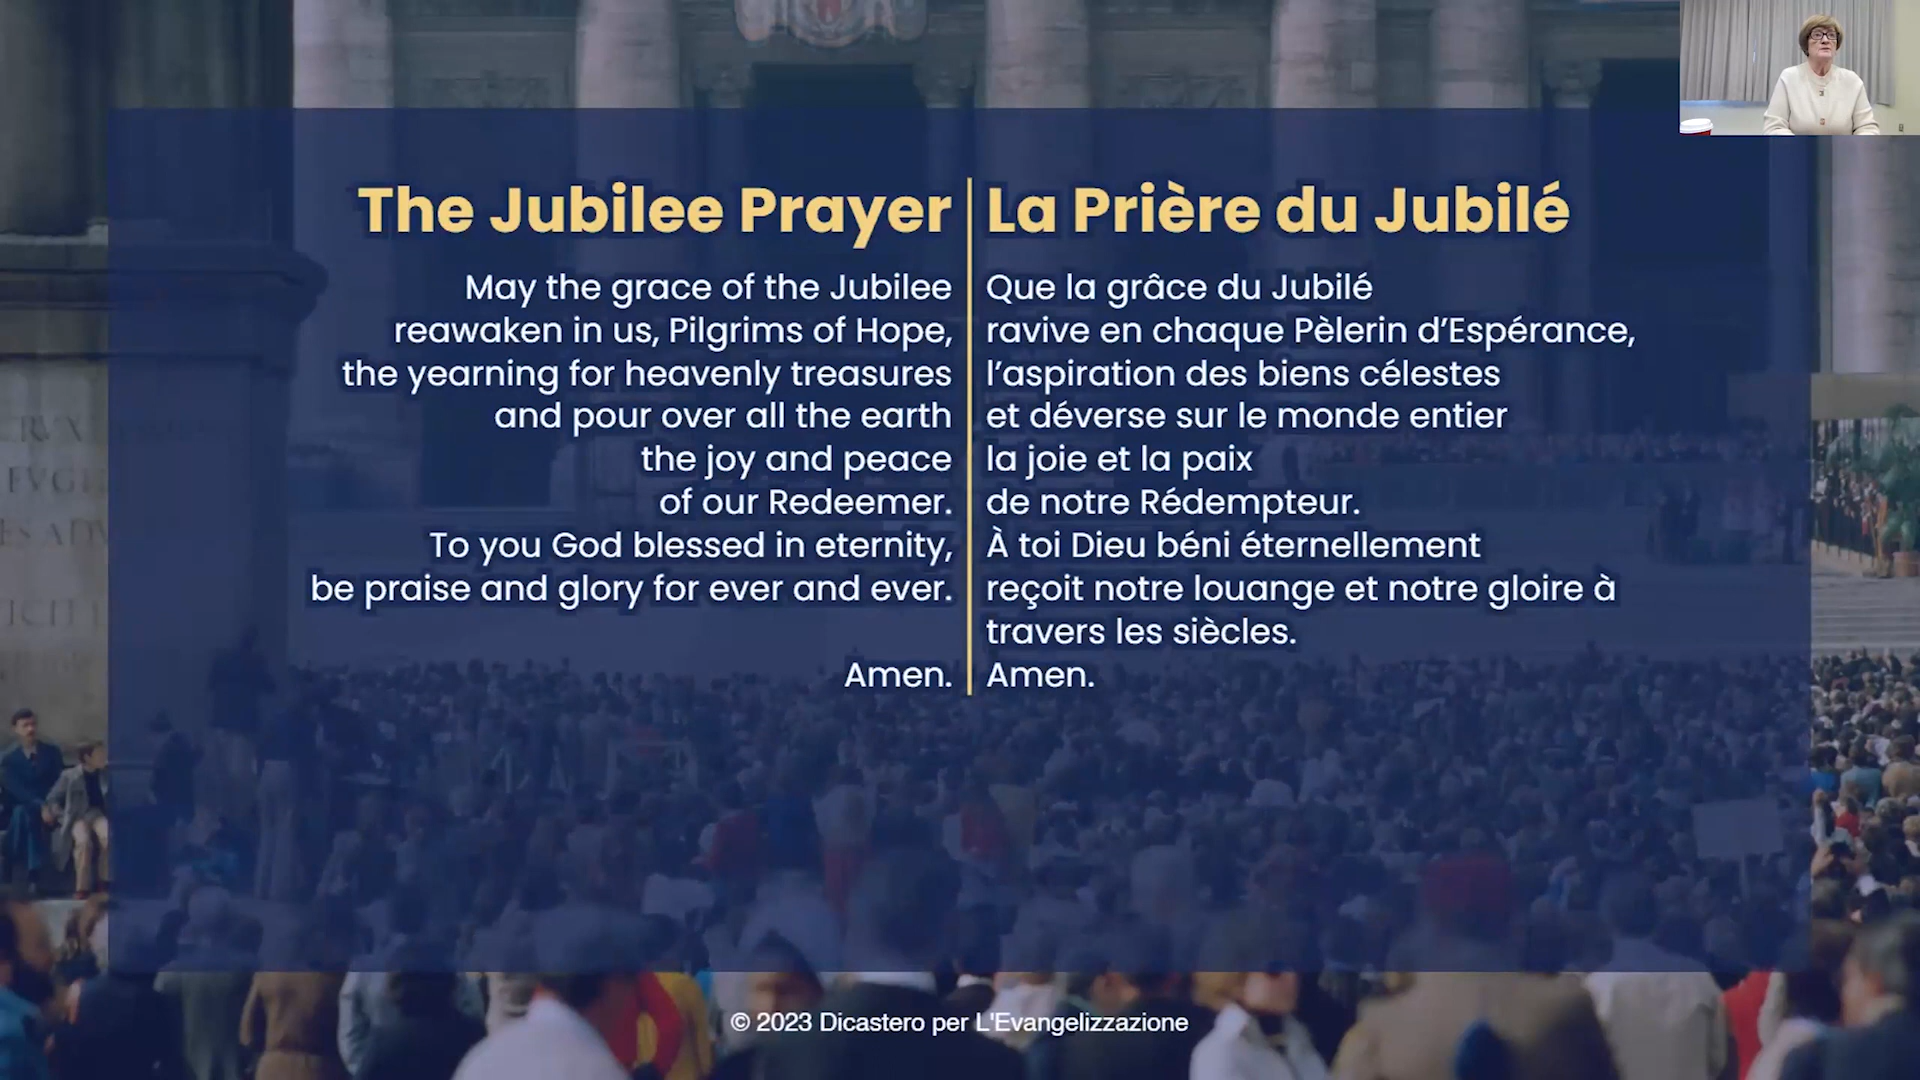 The Jubilee Prayer
May the grace of the Jubilee
reawaken in us, Pilgrims of Hope,
the yearning for heavenly treasures
and pour over all the earth
the joy and peace
of our Redeemer.
To you God blessed in eternity,
be praise and glory for ever and ever.
Amen.
La Prière du Jubilé
Que la grâce du Jubilé
ravive en chaque Pèlerin d’Espérance,
l’aspiration des biens célestes
et déverse sur le monde entier
la joie et la paix
de notre Rédempteur.
À toi Dieu béni éternellement
reçoit notre louange et notre gloire à
travers les siècles.
Amen.
© 2023 Dicastero per L'Evangelizzazione